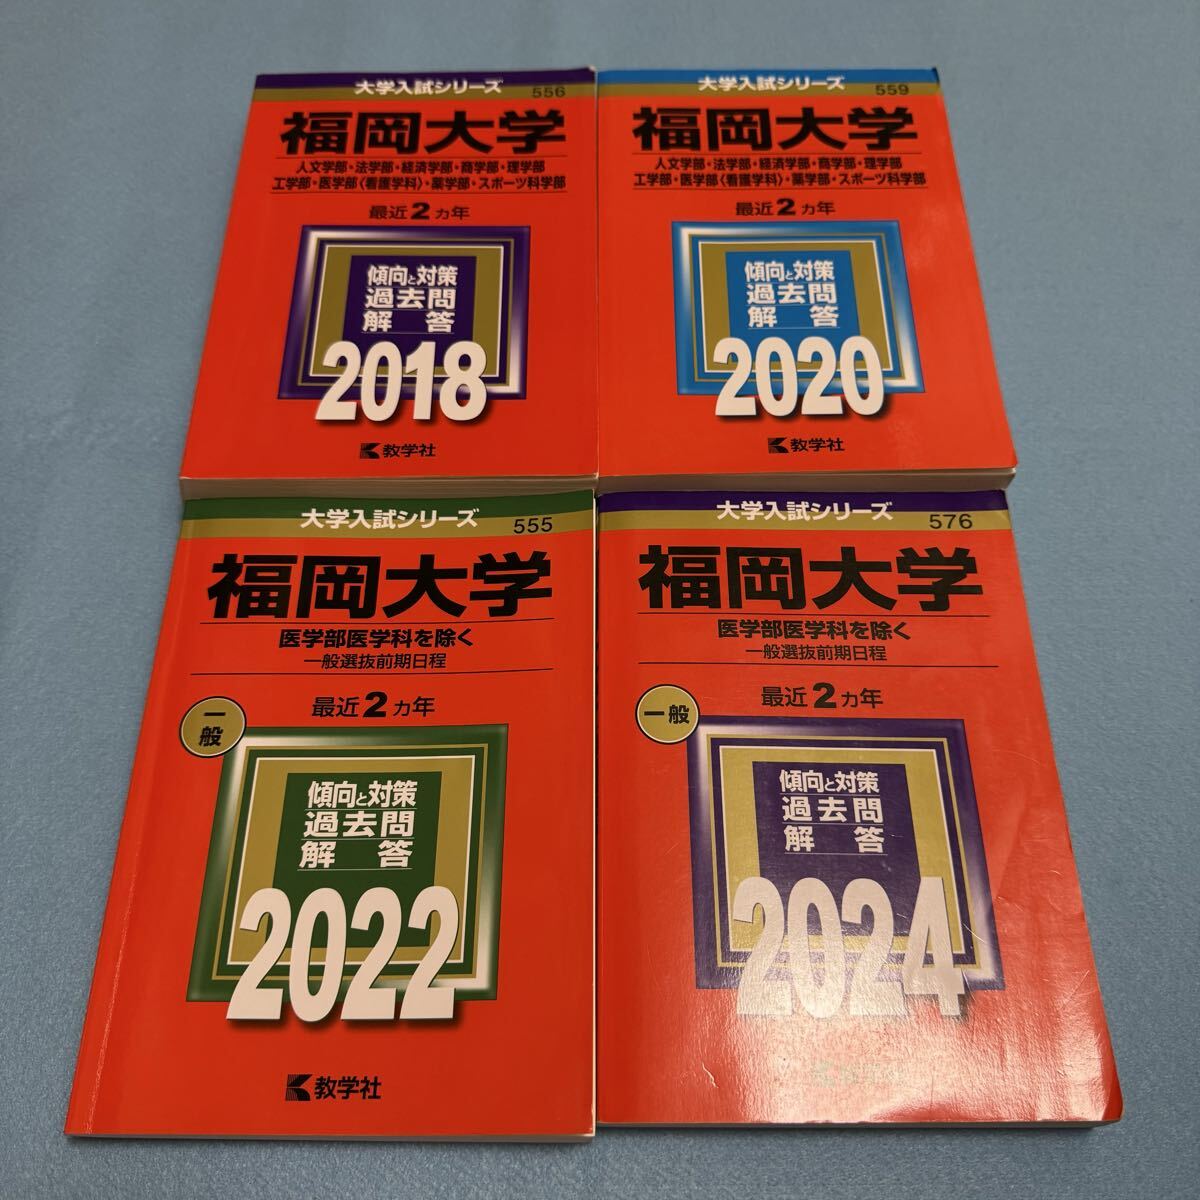 大学入試シリーズ
556
福岡大学
人文学部・法学部・経済学部・商学部・理学部
工学部・医学部〈看護学科〉・薬学部・スポーツ科学部
最近2カ年
傾向と対策
過去問
解答
2018
教学社
大学入試シリーズ
559
福岡大学
人文学部・法学部・経済学部・商学部・理学部
工学部・医学部〈看護学科〉・薬学部・スポーツ科学部
最近2カ年
傾向と対策
過去問
解答
2020
教学社
大学入試シリーズ
555
福岡大学
医学部医学科を除く
一般選抜前期日程
最近2カ年
一般
傾向と対策
過去問
解答
2022
教学社
大学入試シリーズ
576
福岡大学
医学部医学科を除く
一般選抜前期日程
最近2カ年
一般
傾向と対策
過去問
解答
2024